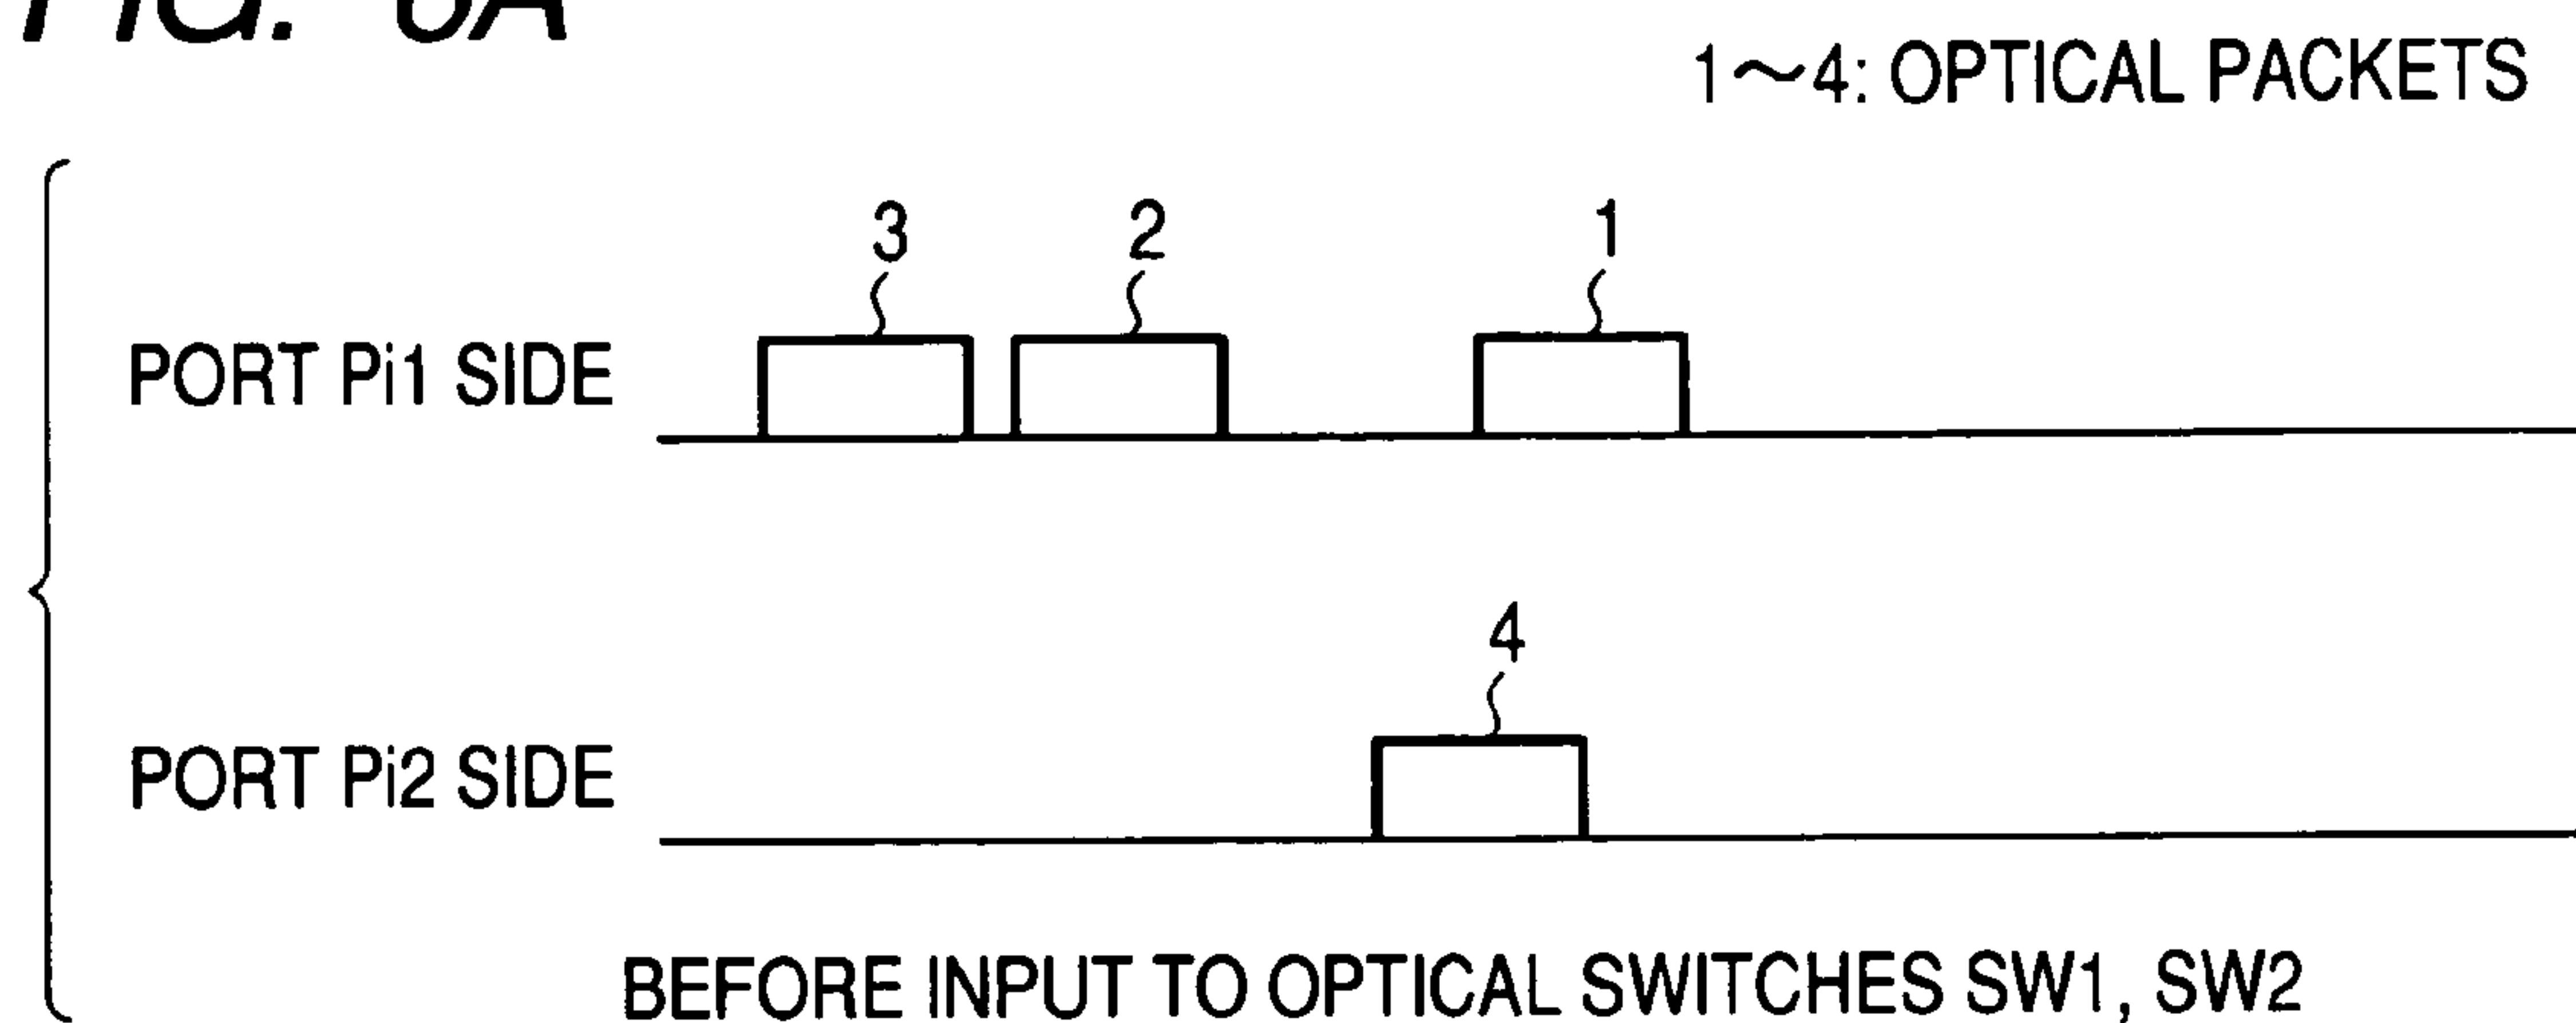 1~4: OPTICAL PACKETS
3 2 1
PORT Pi1 SIDE
4
PORT Pi2 SIDE
BEFORE INPUT TO OPTICAL SWITCHES SW1, SW2